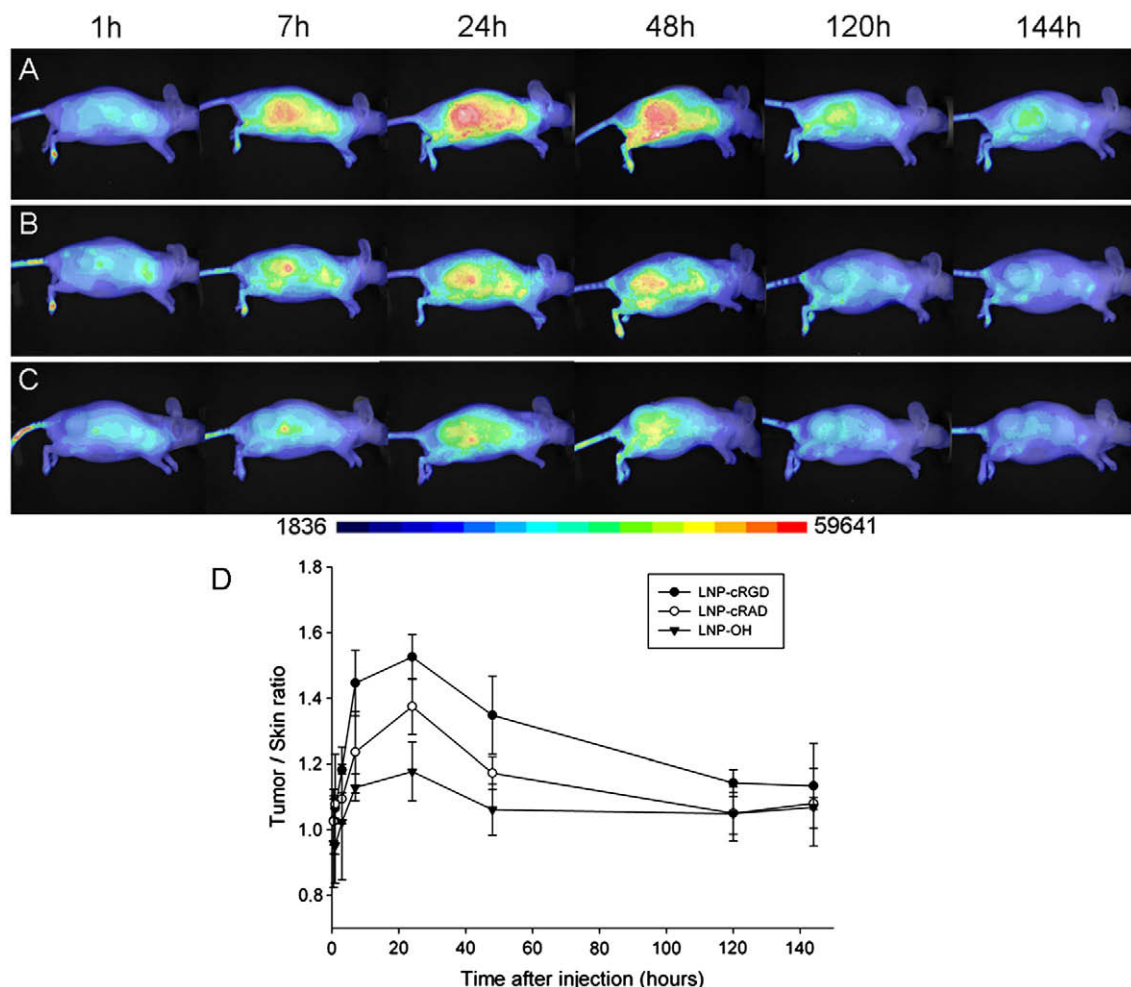 1h 7h 24h 48h 120h 144h
A
B
C
1836 59641
D
1.8
1.6
1.4
1.2
1.0
0.8
Tumor / Skin ratio
LNP-cRGD
LNP-cRAD
LNP-OH
0 20 40 60 80 100 120 140
Time after injection (hours)